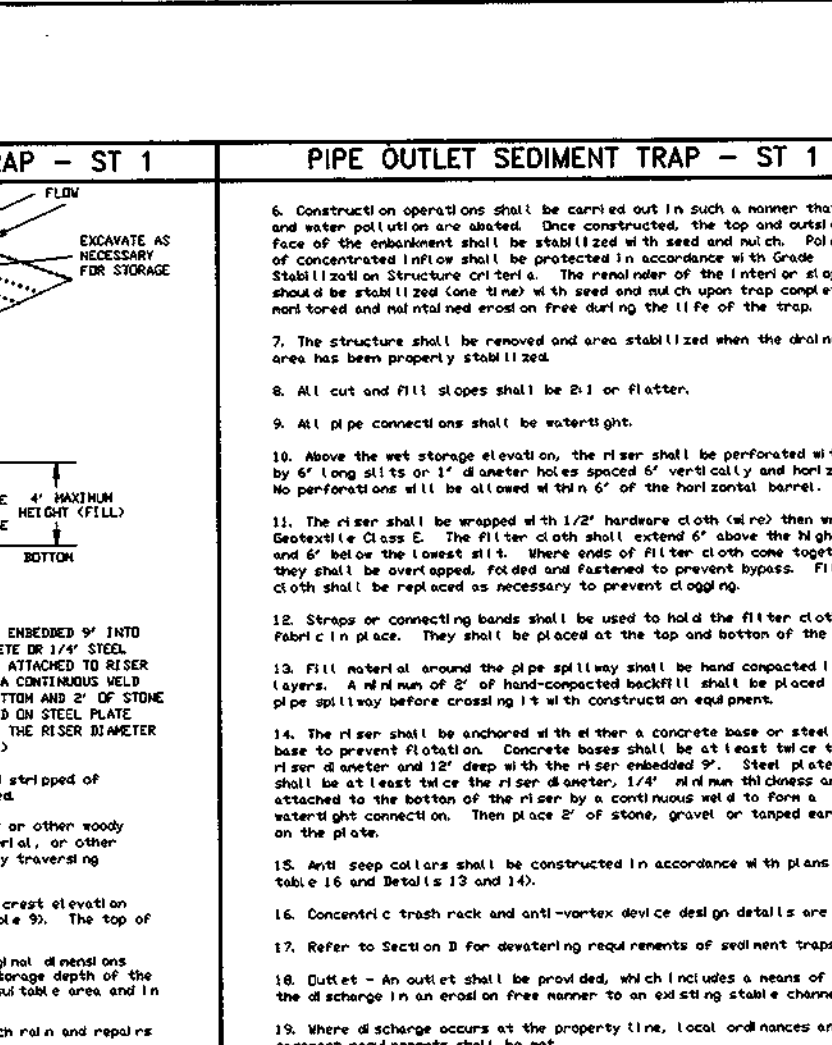 RAP – ST 1
FLOW
EXCAVATE AS
NECESSARY
FOR STORAGE
4' MAXIMUM
HEIGHT (FILL)
BOTTOM
EMBEDDED 9' INTO
ETE OR 1/4' STEEL
ATTACHED TO RISER
A CONTINUOUS WELD
TTOM AND 2' OF STONE
D ON STEEL PLATE
THE RISER DIAMETER
)
stripped of
ed.
or other woody
rial, or other
y traversing
crest elevation
ble 9). The top of
ginal dimensions
torage depth of the
suitable area and in
ch rain and repairs
PIPE OUTLET SEDIMENT TRAP – ST 1
6. Construction operations shall be carried out in such a manner that
and water pollution are abated. Once constructed, the top and outsi
face of the embankment shall be stabilized with seed and mulch. Poi
of concentrated inflow shall be protected in accordance with Grade
Stabilization Structure criteria. The remainder of the interior slop
should be stabilized (one time) with seed and mulch upon trap comple
monitored and maintained erosion free during the life of the trap.
7. The structure shall be removed and area stabilized when the drain
area has been properly stabilized.
8. All cut and fill slopes shall be 2:1 or flatter.
9. All pipe connections shall be watertight.
10. Above the wet storage elevation, the riser shall be perforated wi
by 6' long slits or 1' diameter holes spaced 6' vertically and horiz
No perforations will be allowed within 6' of the horizontal barrel.
11. The riser shall be wrapped with 1/2' hardware cloth (wire) then w
Geotextile Class E. The filter cloth shall extend 6' above the high
and 6' below the lowest slit. Where ends of filter cloth come toget
they shall be overlapped, folded and fastened to prevent bypass. Fi
cloth shall be replaced as necessary to prevent clogging.
12. Straps or connecting bands shall be used to hold the filter clot
fabric in place. They shall be placed at the top and bottom of the
13. Fill material around the pipe spillway shall be hand compacted i
layers. A minimum of 2' of hand-compacted backfill shall be placed
pipe spillway before crossing it with construction equipment.
14. The riser shall be anchored with either a concrete base or steel
base to prevent flotation. Concrete bases shall be at least twice t
riser diameter and 12' deep with the riser embedded 9'. Steel plate
shall be at least twice the riser diameter, 1/4' minimum thickness a
attached to the bottom of the riser by a continuous weld to form a
watertight connection. Then place 2' of stone, gravel or tamped ear
on the plate.
15. Anti seep collars shall be constructed in accordance with plans
table 16 and Details 13 and 14).
16. Concentric trash rack and anti-vortex device design details are
17. Refer to Section D for dewatering requirements of sediment traps
18. Outlet – An outlet shall be provided, which includes a means of
the discharge in an erosion free manner to an existing stable channe
19. Where discharge occurs at the property line, local ordinances an
requirements shall be met.